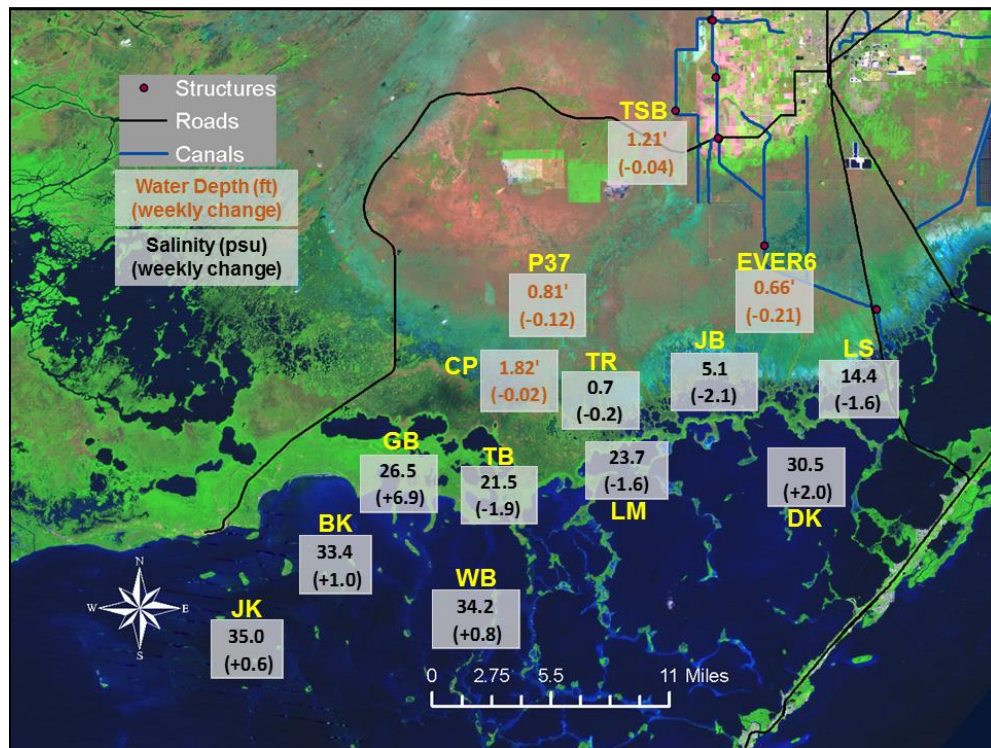 Structures
Roads
Canals
Water Depth (ft)
(weekly change)
Salinity (psu)
(weekly change)
TSB
1.21'
(-0.04)
P37
0.81'
(-0.12)
EVER6
0.66'
(-0.21)
CP
1.82'
(-0.02)
TR
0.7
(-0.2)
JB
5.1
(-2.1)
LS
14.4
(-1.6)
GB
26.5
(+6.9)
TB
21.5
(-1.9)
23.7
(-1.6)
LM
30.5
(+2.0)
DK
BK
33.4
(+1.0)
WB
34.2
(+0.8)
JK
35.0
(+0.6)
N
W E
S
0 2.75 5.5 11 Miles